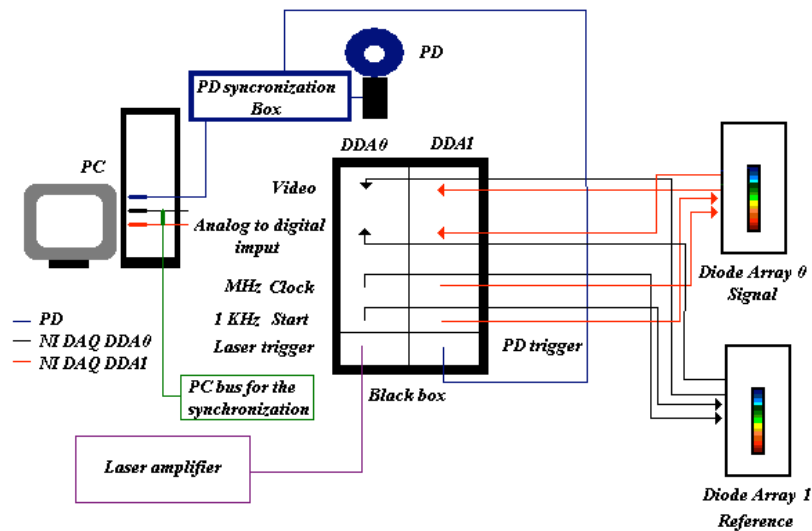 PD
PD syncronization
Box
DDA0
DDA1
PC
Video
Analog to digital
imput
MHz Clock
1 KHz Start
Laser trigger
PD trigger
Black box
Diode Array 0
Signal
PD
NI DAQ DDA0
NI DAQ DDA1
PC bus for the
synchronization
Laser amplifier
Diode Array 1
Reference